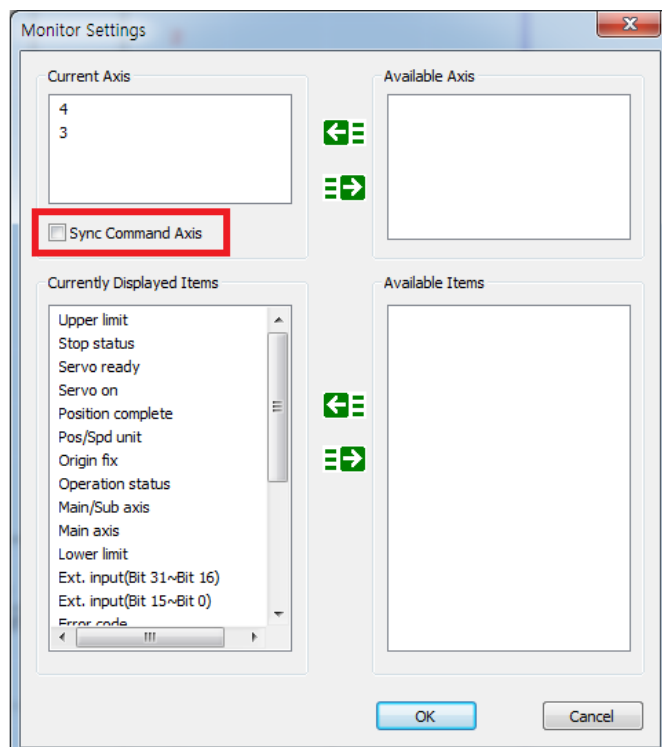 Monitor Settings
Current Axis
4
3
Sync Command Axis
Available Axis
Currently Displayed Items
Upper limit
Stop status
Servo ready
Servo on
Position complete
Pos/Spd unit
Origin fix
Operation status
Main/Sub axis
Main axis
Lower limit
Ext. input(Bit 31~Bit 16)
Ext. input(Bit 15~Bit 0)
Error code
Available Items
OK
Cancel